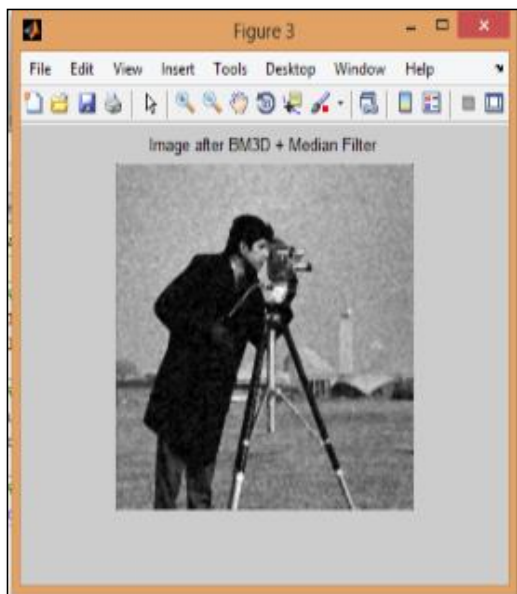 Figure 3
File Edit View Insert Tools Desktop Window Help
Image after BM3D + Median Filter